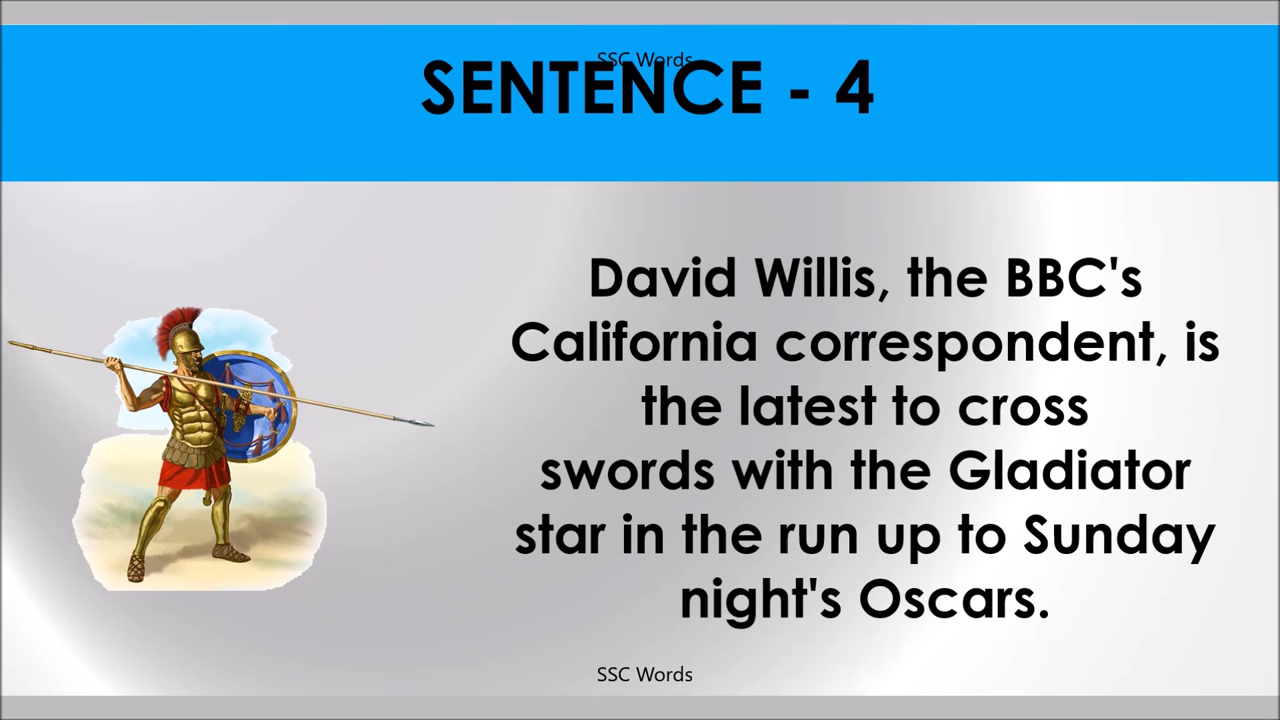 SSC Words
SENTENCE - 4
David Willis, the BBC's
California correspondent, is
the latest to cross
swords with the Gladiator
star in the run up to Sunday
night's Oscars.
SSC Words